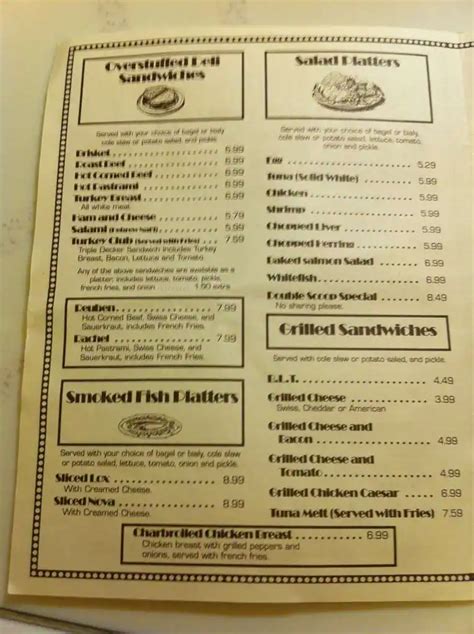 Overstuffed Deli
Sandwiches
Served with your choice of bagel or bialy,
cole slaw or potato salad, and pickle.
Brisket 6.99
Roast Beef 6.99
Hot Corned Beef 6.99
Hot Pastrami 6.99
Turkey Breast 6.99
All white meat.
Ham and Cheese 5.79
Salami 5.99
Turkey Club (Served with Fries) 7.59
Triple Decker Sandwich includes Turkey
Breast, Bacon, Lettuce and Tomato.
Any of the above sandwiches are available as a
platter; includes lettuce, tomato, pickle,
french fries, and onion 1.50 extra
Reuben 7.99
Hot Corned Beef, Swiss Cheese, and
Sauerkraut, includes French Fries.
Rachel 7.99
Hot Pastrami, Swiss Cheese, and
Sauerkraut, includes French Fries.
Smoked Fish Platters
Served with your choice of bagel or bialy, cole slaw
or potato salad, lettuce, tomato, onion and pickle.
Sliced Lox 8.99
With Creamed Cheese.
Sliced Nova 8.99
With Creamed Cheese.
Salad Platters
Served with your choice of bagel or bialy,
cole slaw or potato salad, lettuce, tomato,
onion and pickle
Egg 5.29
Tuna (Solid White) 5.99
Chicken 5.99
Shrimp 5.99
Chopped Liver 5.99
Chopped Herring 5.99
Baked Salmon Salad 6.99
Whitefish 6.99
Double Scoop Special 8.49
No sharing please.
Grilled Sandwiches
Served with cole slaw or potato salad, and pickle.
B.L.T. 4.49
Grilled Cheese 3.99
Swiss, Cheddar or American
Grilled Cheese and
Bacon 4.99
Grilled Cheese and
Tomato 4.99
Grilled Chicken Caesar 6.99
Tuna Melt (Served with Fries) 7.59
Charbroiled Chicken Breast 6.99
Chicken breast with grilled peppers and
onions, served with french fries.